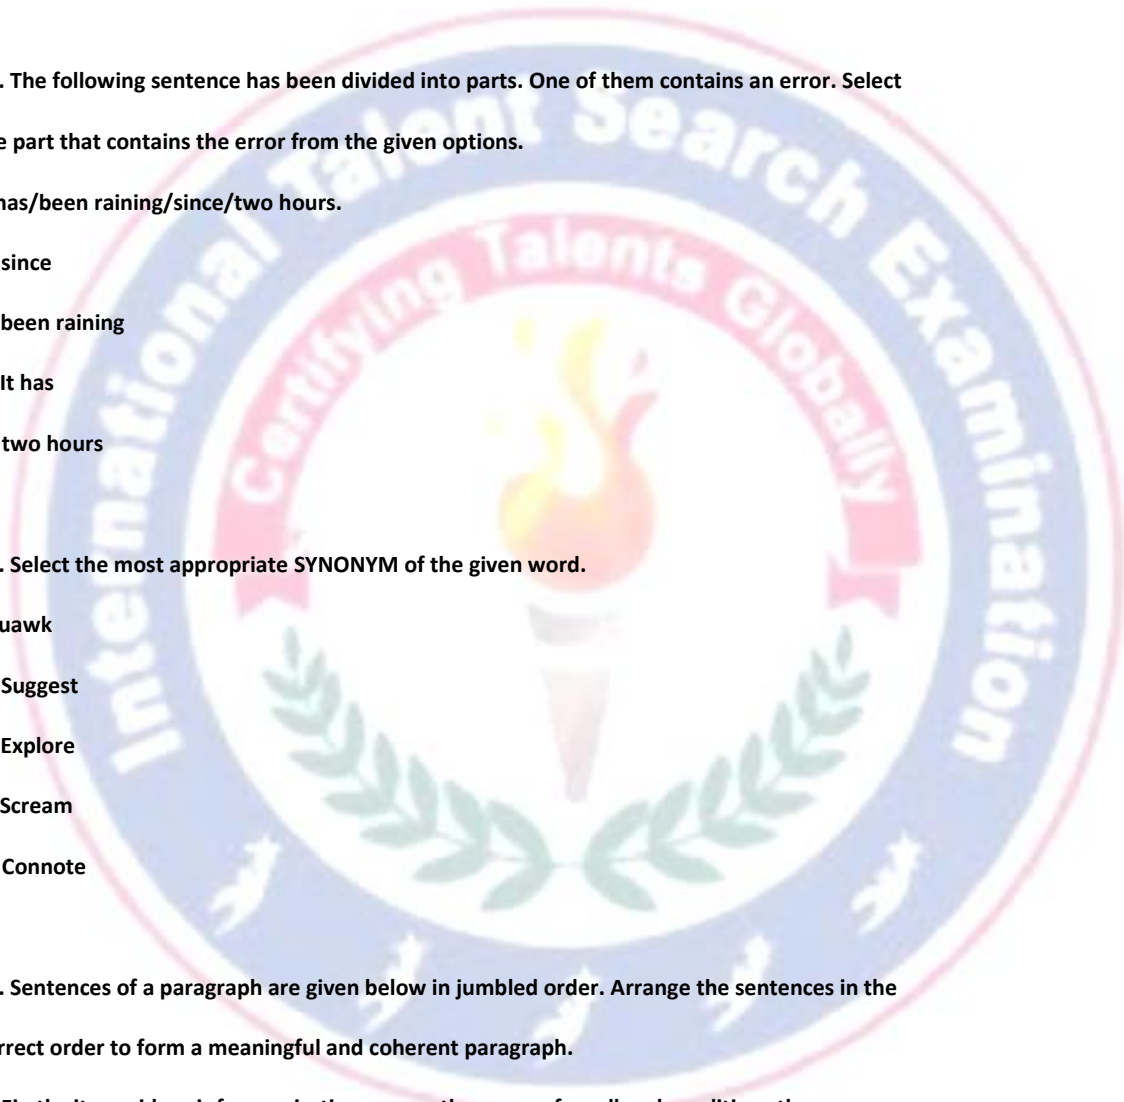 . The following sentence has been divided into parts. One of them contains an error. Select
e part that contains the error from the given options.
has/been raining/since/two hours.
since
been raining
It has
two hours
. Select the most appropriate SYNONYM of the given word.
uawk
Suggest
Explore
Scream
Connote
. Sentences of a paragraph are given below in jumbled order. Arrange the sentences in the
rrect order to form a meaningful and coherent paragraph.
International Talent Search Examination
Certifying Talents Globally